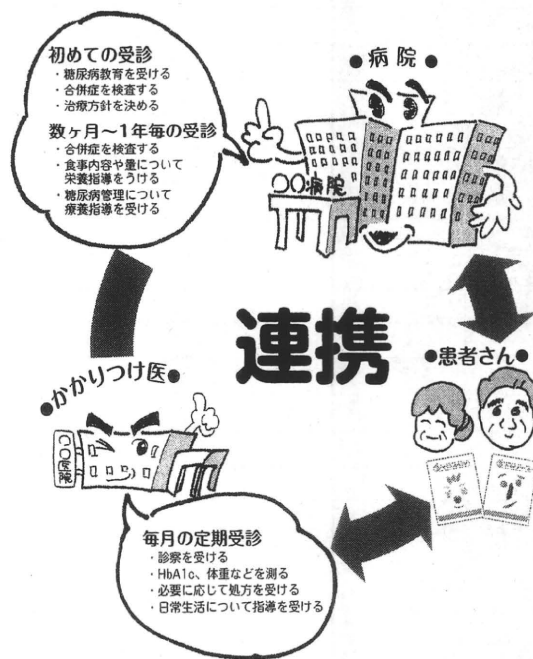 初めての受診
・糖尿病教育を受ける
・合併症を検査する
・治療方針を決める
数ヶ月～1年毎の受診
・合併症を検査する
・食事内容や量について
栄養指導をうける
・糖尿病管理について
療養指導を受ける
●病院●
○○病院
連携
●かかりつけ医●
○○医院
●患者さん●
毎月の定期受診
・診察を受ける
・HbA1c、体重などを測る
・必要に応じて処方を受ける
・日常生活について指導を受ける